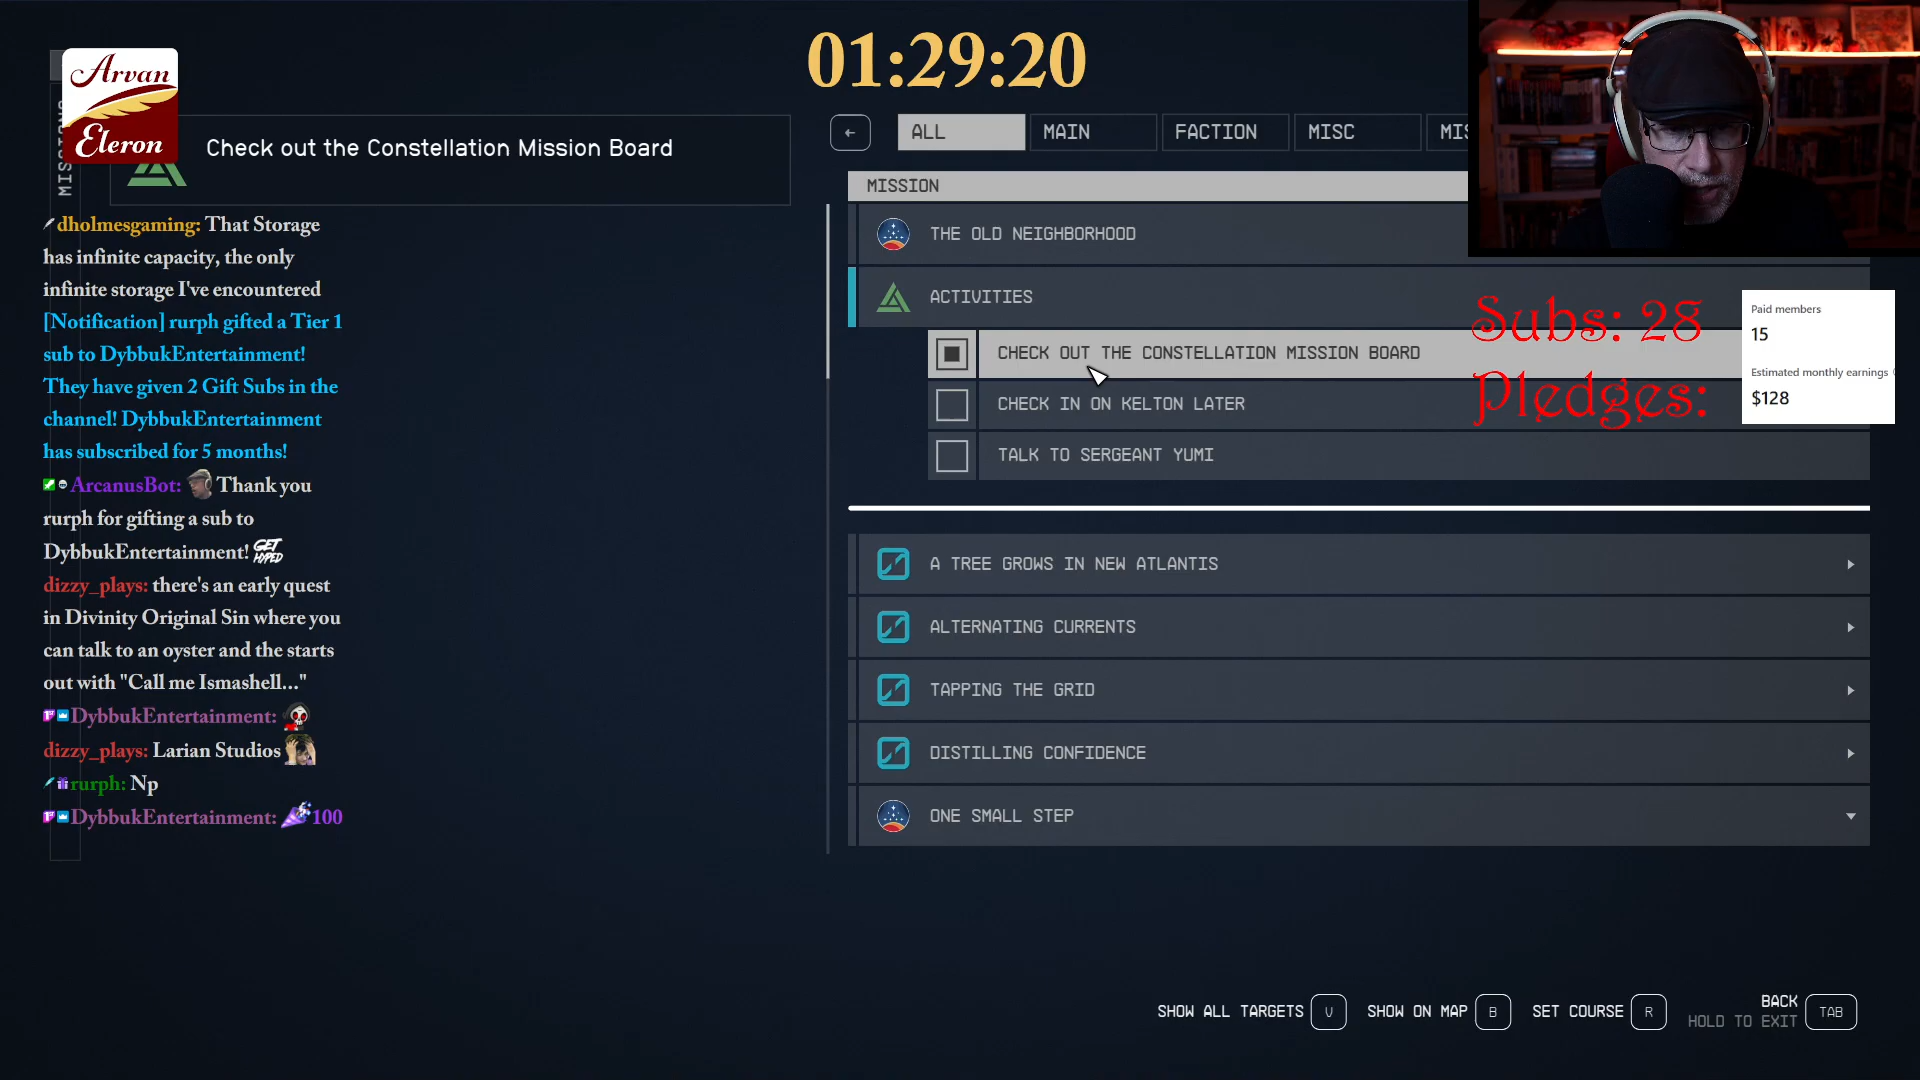 01:29:20
Arvan
Eleron
MISSIONS
Check out the Constellation Mission Board
dholmesgaming: That Storage
has infinite capacity, the only
infinite storage I've encountered
[Notification] rurph gifted a Tier 1
sub to DybbukEntertainment!
They have given 2 Gift Subs in the
channel! DybbukEntertainment
has subscribed for 5 months!
ArcanusBot: Thank you
rurph for gifting a sub to
DybbukEntertainment! GET HYPED
dizzy_plays: there's an early quest
in Divinity Original Sin where you
can talk to an oyster and the starts
out with "Call me Ismashell..."
DybbukEntertainment:
dizzy_plays: Larian Studios
rurph: Np
DybbukEntertainment: 100
ALL
MAIN
FACTION
MISC
MIS
MISSION
THE OLD NEIGHBORHOOD
ACTIVITIES
CHECK OUT THE CONSTELLATION MISSION BOARD
CHECK IN ON KELTON LATER
TALK TO SERGEANT YUMI
Subs: 28
Pledges:
Paid members
15
Estimated monthly earnings
$128
A TREE GROWS IN NEW ATLANTIS
ALTERNATING CURRENTS
TAPPING THE GRID
DISTILLING CONFIDENCE
ONE SMALL STEP
SHOW ALL TARGETS V
SHOW ON MAP B
SET COURSE R
BACK
HOLD TO EXIT
TAB